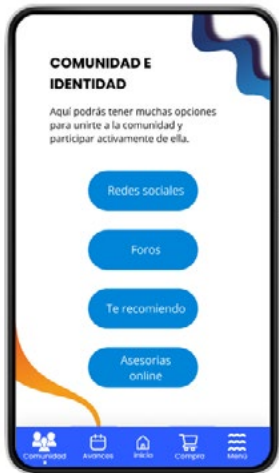 COMUNIDAD E
IDENTIDAD
Aquí podrás tener muchas opciones
para unirte a la comunidad y
participar activamente de ella.
Redes sociales
Foros
Te recomiendo
Asesorias
online
Comunidad
Avances
Inicio
Compra
Menú